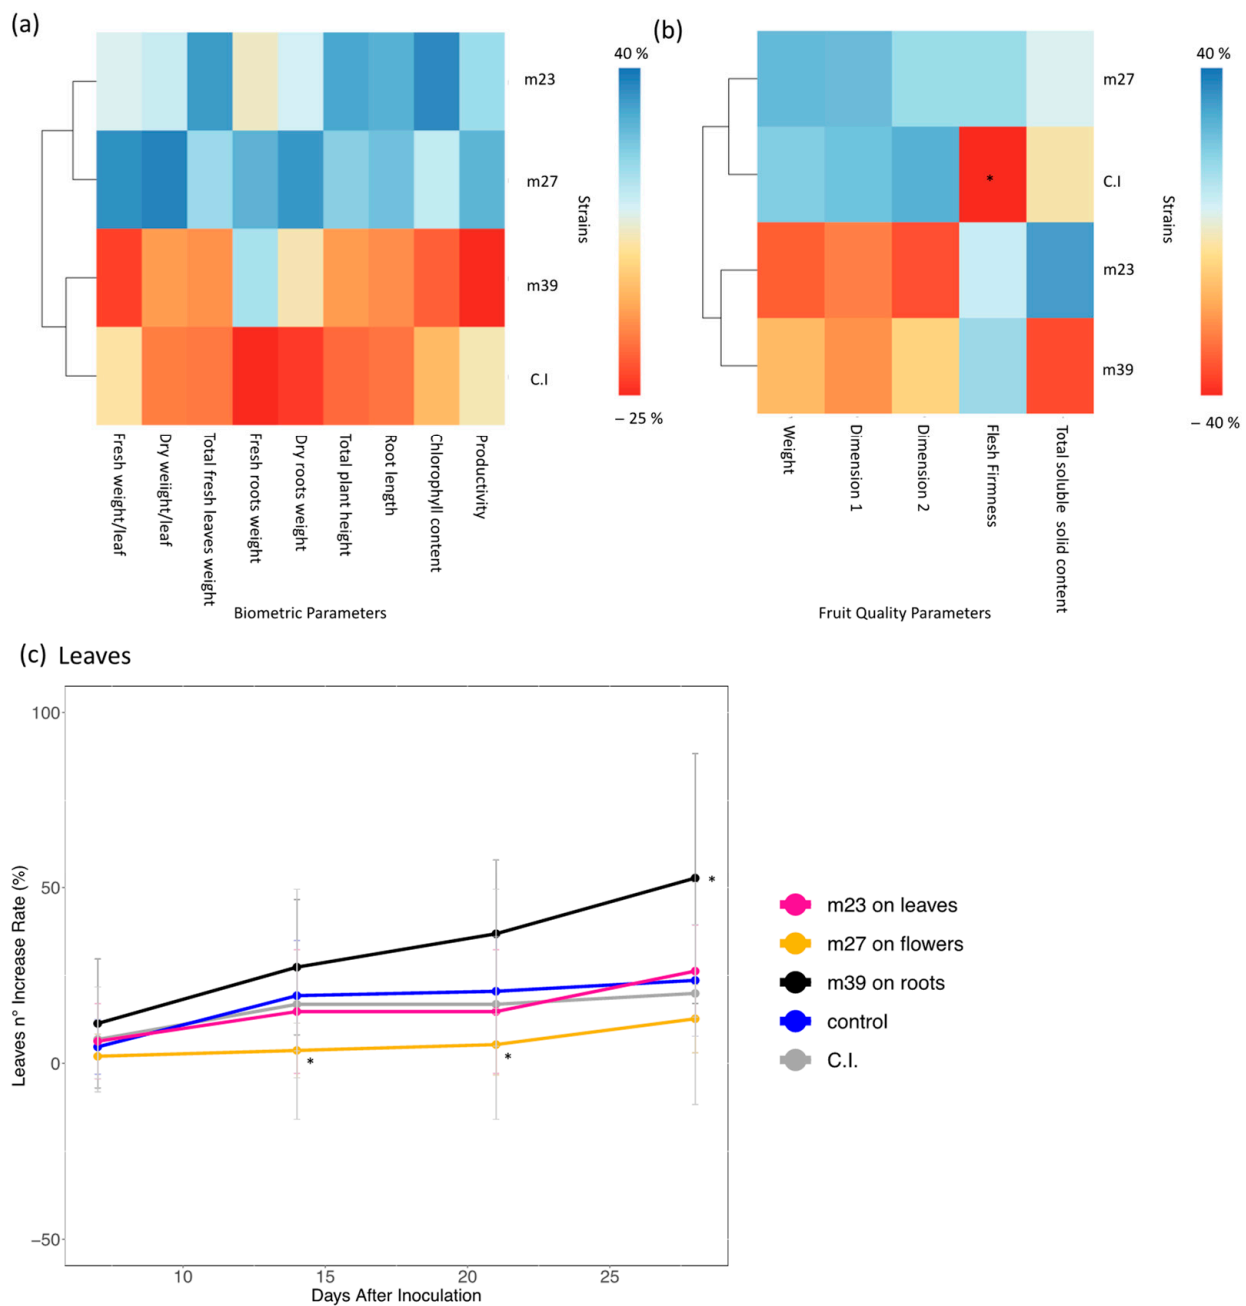 (a)
40 %
m23
m27
m39
C.I
Strains
– 25 %
Fresh weight/leaf
Dry weiight/leaf
Total fresh leaves weight
Fresh roots weight
Dry roots weight
Total plant height
Root length
Chlorophyll content
Productivity
Biometric Parameters
(b)
40 %
m27
C.I
*
m23
m39
Strains
– 40 %
Weight
Dimension 1
Dimension 2
Flesh Firmness
Total soluble solid content
Fruit Quality Parameters
(c) Leaves
100
50
0
−50
Leaves n° Increase Rate (%)
*
*
*
10
15
20
25
Days After Inoculation
m23 on leaves
m27 on flowers
m39 on roots
control
C.I.